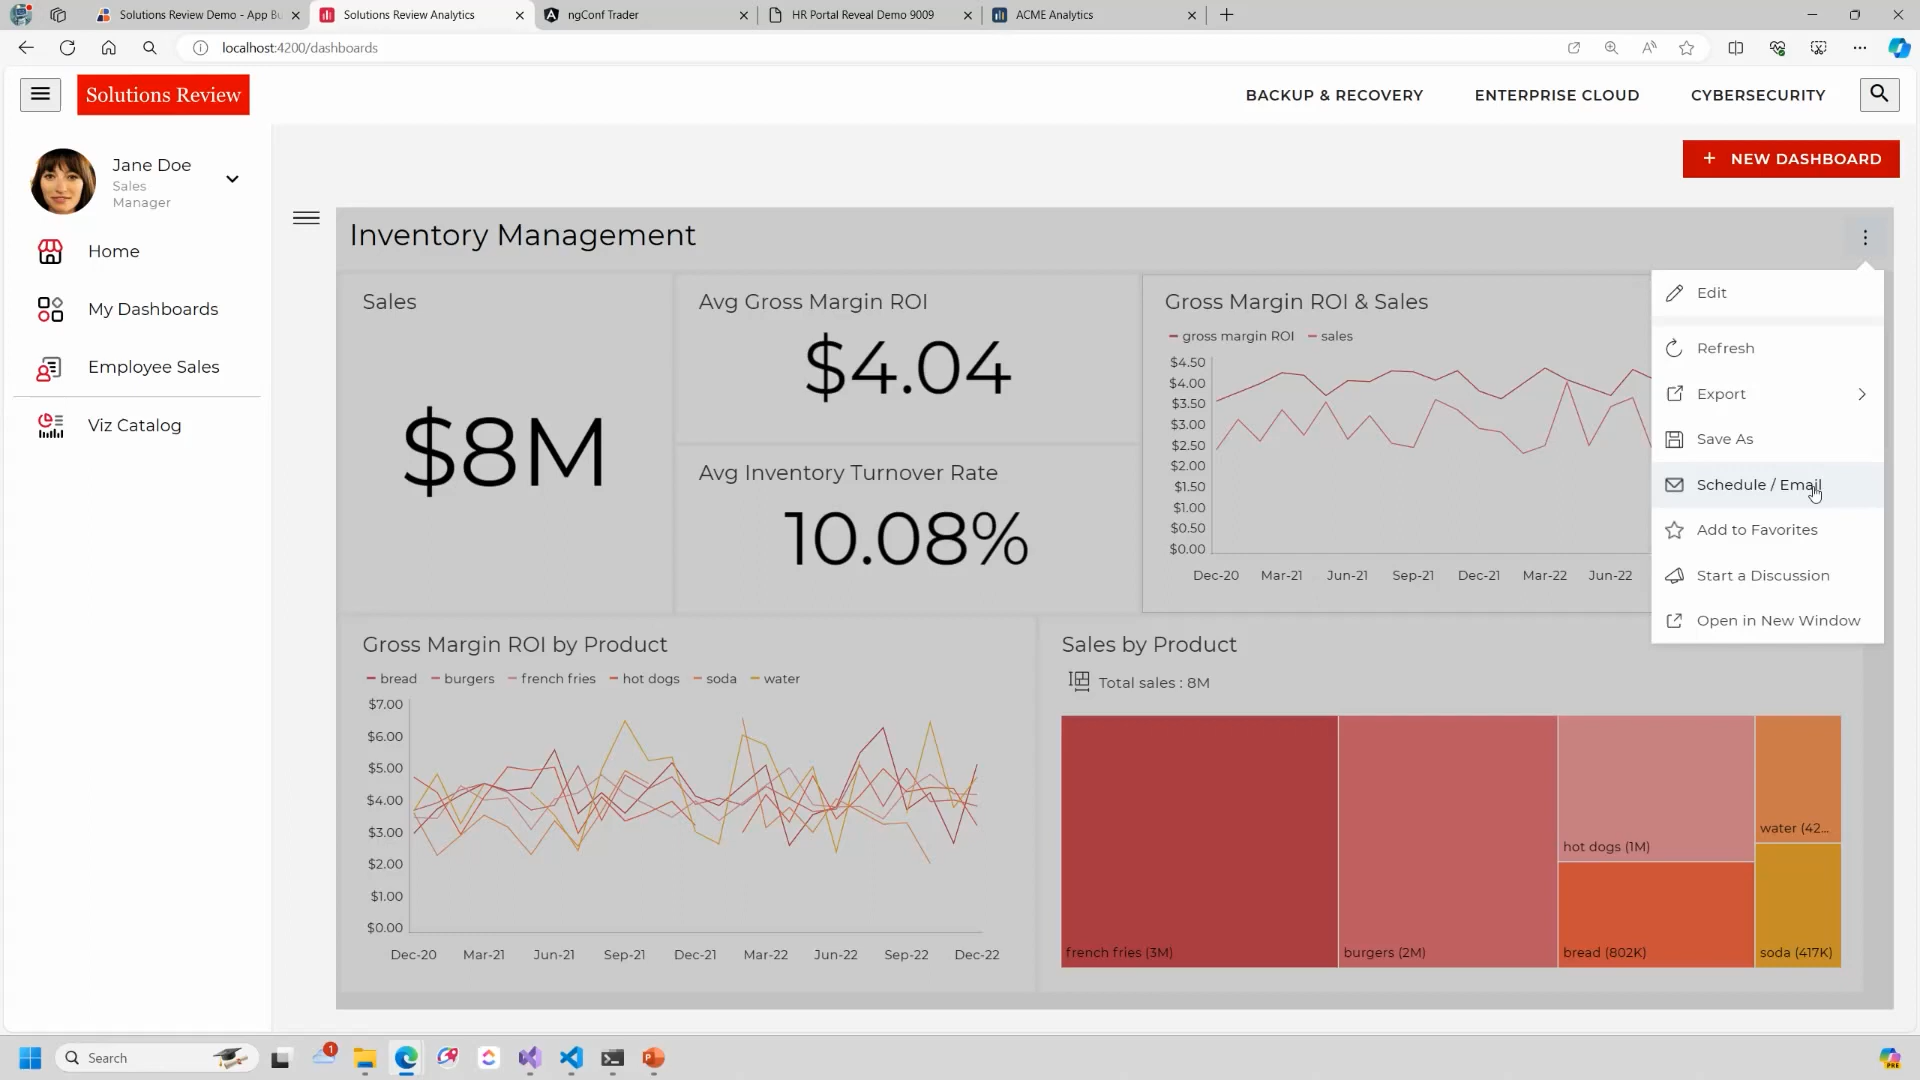 Solutions Review Demo - App Bu
Solutions Review Analytics
ngConf Trader
HR Portal Reveal Demo 9009
ACME Analytics
localhost:4200/dashboards
Solutions Review
BACKUP & RECOVERY
ENTERPRISE CLOUD
CYBERSECURITY
Jane Doe
Sales
Manager
Home
My Dashboards
Employee Sales
Viz Catalog
+ NEW DASHBOARD
Inventory Management
Sales
$8M
Avg Gross Margin ROI
$4.04
Avg Inventory Turnover Rate
10.08%
Gross Margin ROI & Sales
gross margin ROI sales
$4.50
$4.00
$3.50
$3.00
$2.50
$2.00
$1.50
$1.00
$0.50
$0.00
Dec-20 Mar-21 Jun-21 Sep-21 Dec-21 Mar-22 Jun-22
Edit
Refresh
Export
Save As
Schedule / Email
Add to Favorites
Start a Discussion
Open in New Window
Gross Margin ROI by Product
bread burgers french fries hot dogs soda water
$7.00
$6.00
$5.00
$4.00
$3.00
$2.00
$1.00
$0.00
Dec-20 Mar-21 Jun-21 Sep-21 Dec-21 Mar-22 Jun-22 Sep-22 Dec-22
Sales by Product
Total sales : 8M
french fries (3M)
burgers (2M)
hot dogs (1M)
bread (802K)
water (42...
soda (417K)
Search
1
PRE